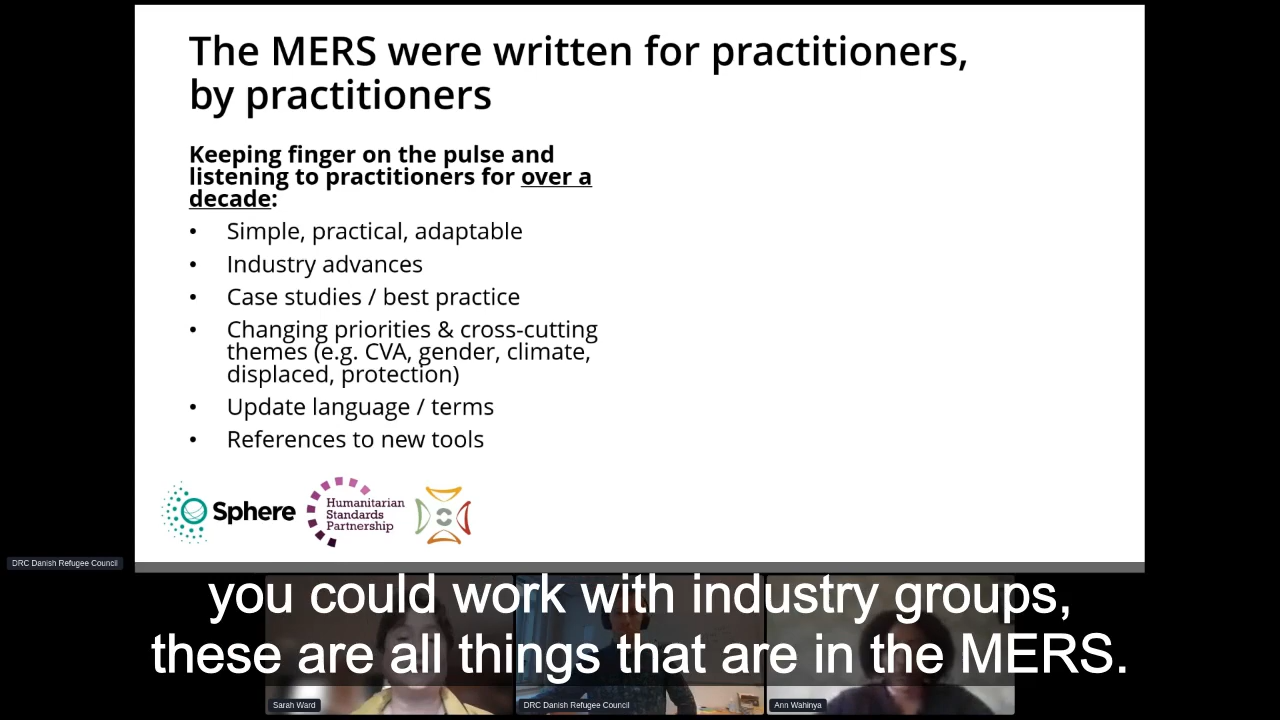 The MERS were written for practitioners,
by practitioners
Keeping finger on the pulse and
listening to practitioners for over a
decade:
• Simple, practical, adaptable
• Industry advances
• Case studies / best practice
• Changing priorities & cross-cutting
themes (e.g. CVA, gender, climate,
displaced, protection)
• Update language / terms
• References to new tools
Sphere
Humanitarian
Standards
Partnership
DRC Danish Refugee Council
you could work with industry groups,
these are all things that are in the MERS.
Sarah Ward
DRC Danish Refugee Council
Ann Wahinya